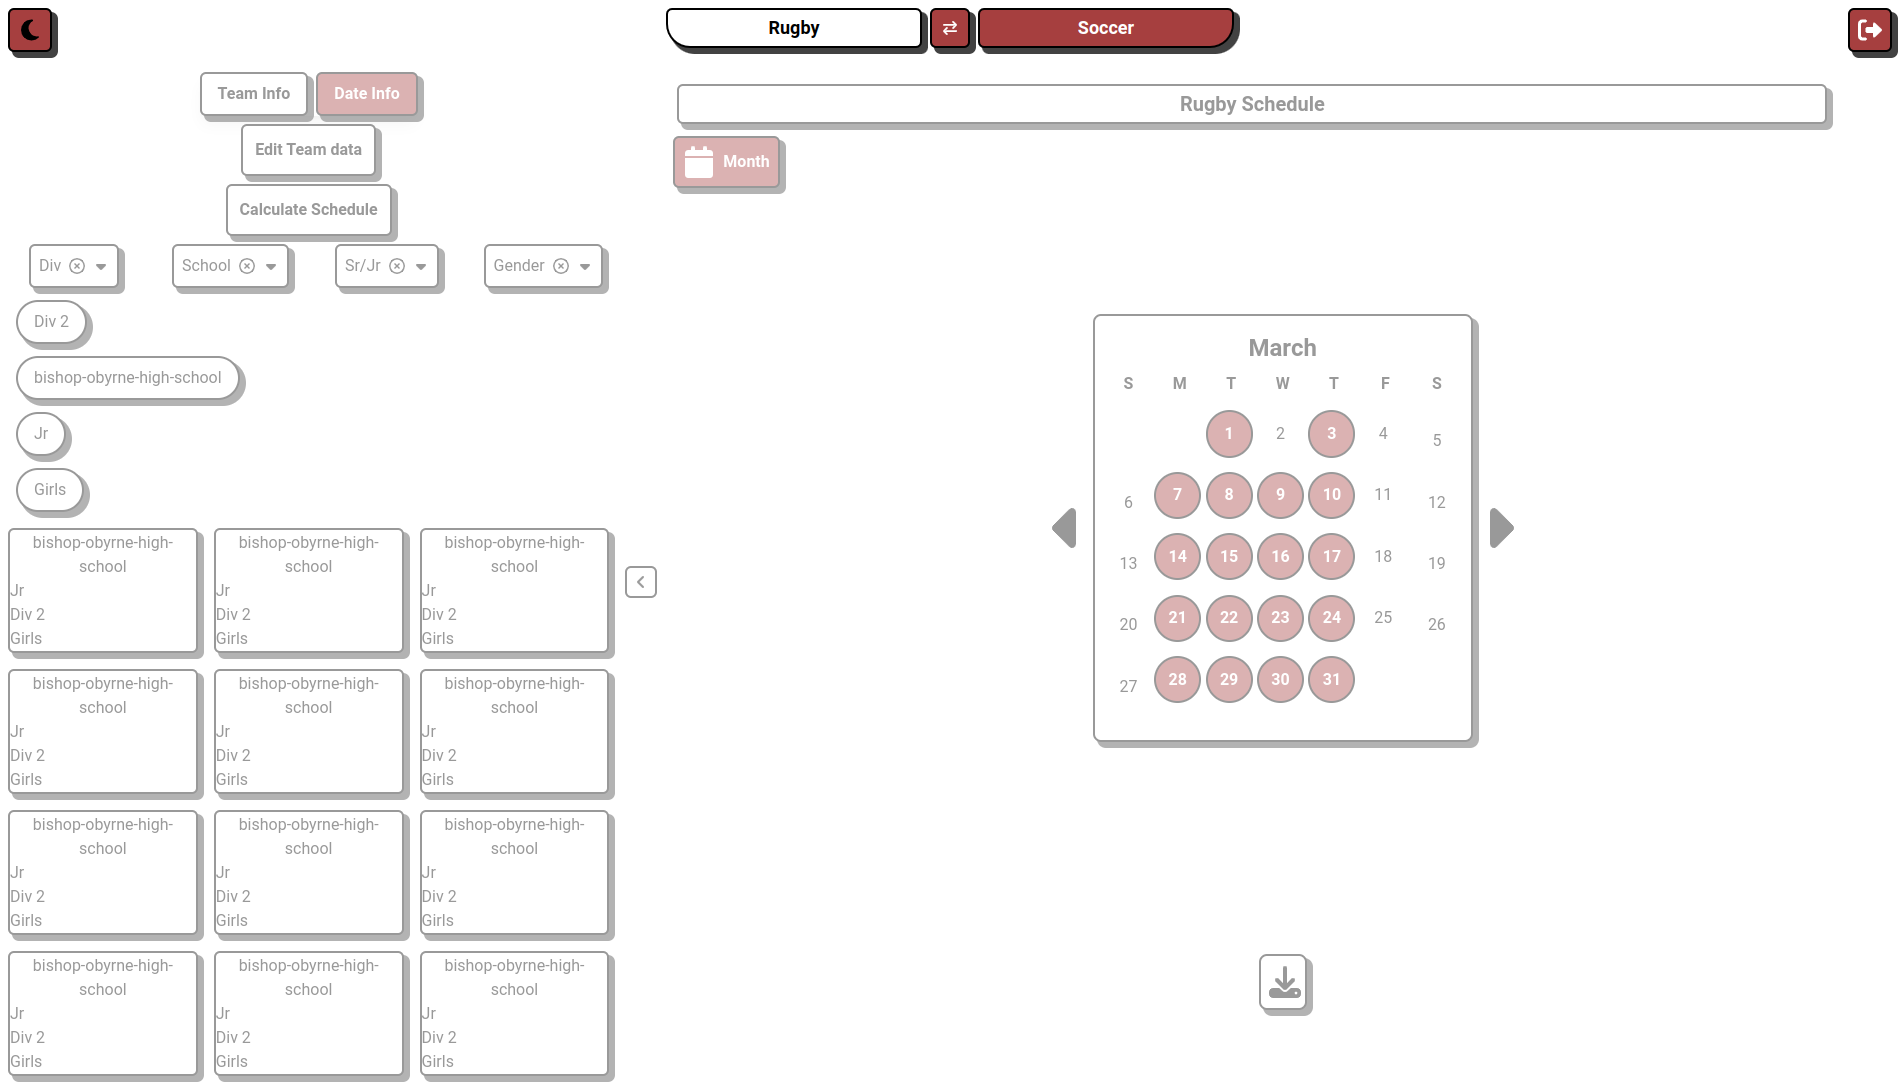 Rugby
Soccer
Team Info
Date Info
Edit Team data
Calculate Schedule
Div
School
Sr/Jr
Gender
Div 2
bishop-obyrne-high-school
Jr
Girls
bishop-obyrne-high-
school
Jr
Div 2
Girls
bishop-obyrne-high-
school
Jr
Div 2
Girls
bishop-obyrne-high-
school
Jr
Div 2
Girls
bishop-obyrne-high-
school
Jr
Div 2
Girls
bishop-obyrne-high-
school
Jr
Div 2
Girls
bishop-obyrne-high-
school
Jr
Div 2
Girls
bishop-obyrne-high-
school
Jr
Div 2
Girls
bishop-obyrne-high-
school
Jr
Div 2
Girls
bishop-obyrne-high-
school
Jr
Div 2
Girls
bishop-obyrne-high-
school
Jr
Div 2
Girls
bishop-obyrne-high-
school
Jr
Div 2
Girls
bishop-obyrne-high-
school
Jr
Div 2
Girls
Rugby Schedule
Month
March
S M T W T F S
1 2 3 4 5
6 7 8 9 10 11 12
13 14 15 16 17 18 19
20 21 22 23 24 25 26
27 28 29 30 31